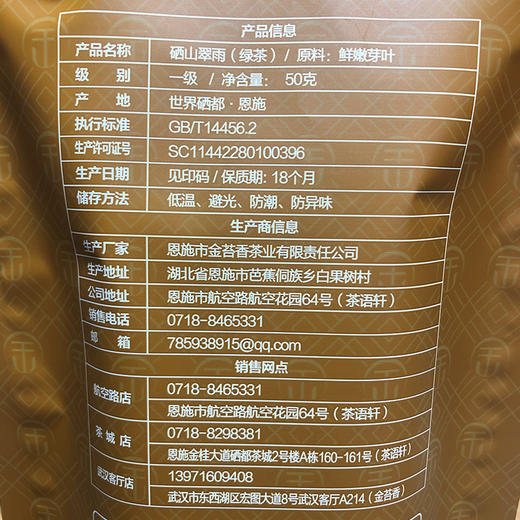 产品信息
产品名称 硒山翠雨（绿茶）/ 原料：鲜嫩芽叶
级 别 一级 / 净含量： 50克
产 地 世界硒都·恩施
执行标准 GB/T14456.2
生产许可证号 SC11442280100396
生产日期 见印码 / 保质期：18个月
储存方法 低温、避光、防潮、防异味
生产商信息
生产厂家 恩施市金苔香茶业有限责任公司
生产地址 湖北省恩施市芭蕉侗族乡白果树村
公司地址 恩施市航空路航空花园64号（茶语轩）
销售电话 0718-8465331
邮 箱 785938915@qq.com
销售网点
航空路店 0718-8465331
恩施市航空路航空花园64号（茶语轩）
茶城店 0718-8298381
恩施金桂大道硒都茶城2号楼A栋160-161号（茶语轩）
武汉客厅店 13971609408
武汉市东西湖区宏图大道8号武汉客厅A214（金苔香）